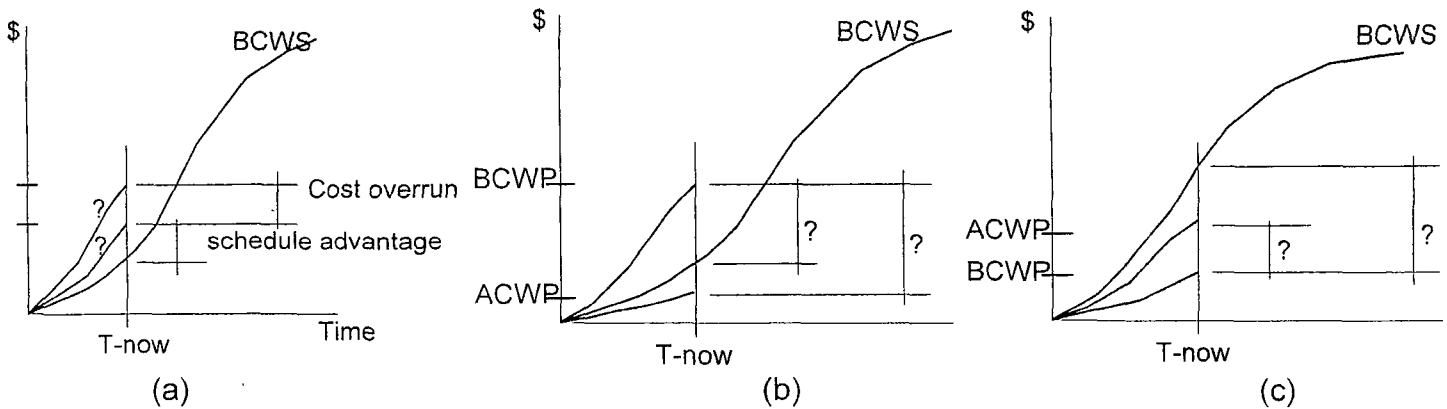 $
BCWS
?
?
Cost overrun
schedule advantage
Time
T-now
(a)
$
BCWS
BCWP
ACWP
?
?
T-now
(b)
$
BCWS
ACWP
BCWP
?
?
T-now
(c)